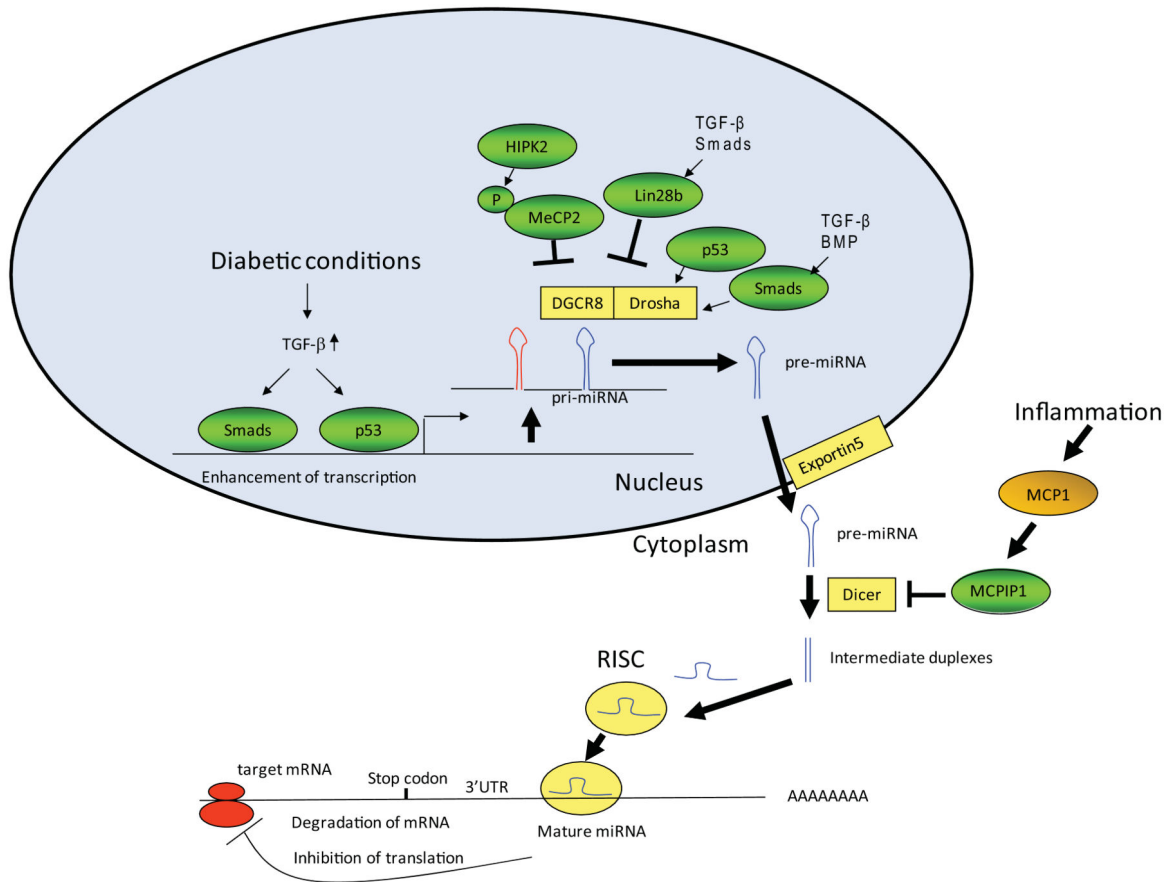 HIPK2
TGF-β
Smads
P
Lin28b
MeCP2
TGF-β
BMP
p53
Diabetic conditions
Smads
DGCR8
Drosha
TGF-β
pre-miRNA
pri-miRNA
Smads
p53
Inflammation
Exportin5
Enhancement of transcription
Nucleus
MCP1
Cytoplasm
pre-miRNA
Dicer
MCPIP1
RISC
Intermediate duplexes
target mRNA
Stop codon
3’UTR
AAAAAAAA
Degradation of mRNA
Mature miRNA
Inhibition of translation